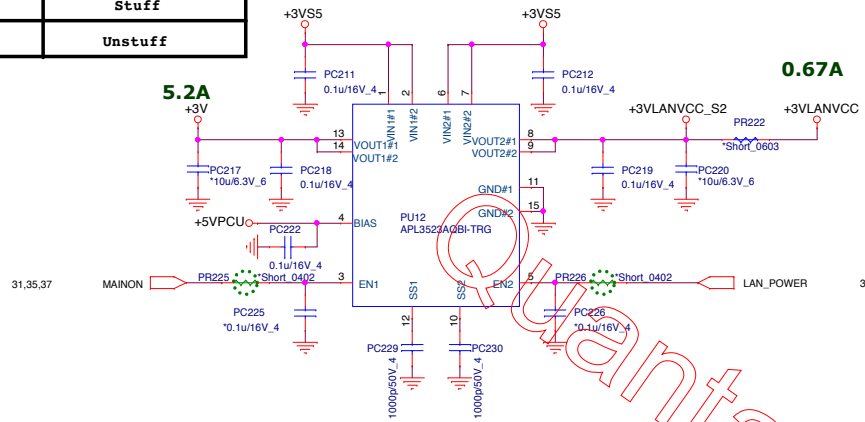 Stuff
Unstuff
+3VS5
+3VS5
0.67A
5.2A
+3V
PC211
0.1u/16V_4
PC212
0.1u/16V_4
+3VLANVCC_S2
+3VLANVCC
PR222
*Short_0603
1
2
6
7
VIN1#1
VIN1#2
VIN2#1
VIN2#2
13
14
VOUT1#1
VOUT1#2
VOUT2#1
VOUT2#2
8
9
PC217
*10u/6.3V_6
PC218
0.1u/16V_4
PC219
0.1u/16V_4
PC220
*10u/6.3V_6
GND#1
11
GND#2
15
+5VPCU
4
BIAS
PU12
APL3523AQBI-TRG
PC222
0.1u/16V_4
31,35,37
MAINON
PR225
*Short_0402
3
EN1
EN2
5
PR226
*Short_0402
LAN_POWER
3
SS1
SS2
12
10
PC225
*0.1u/16V_4
PC226
*0.1u/16V_4
PC229
1000p/50V_4
PC230
1000p/50V_4
Quanta